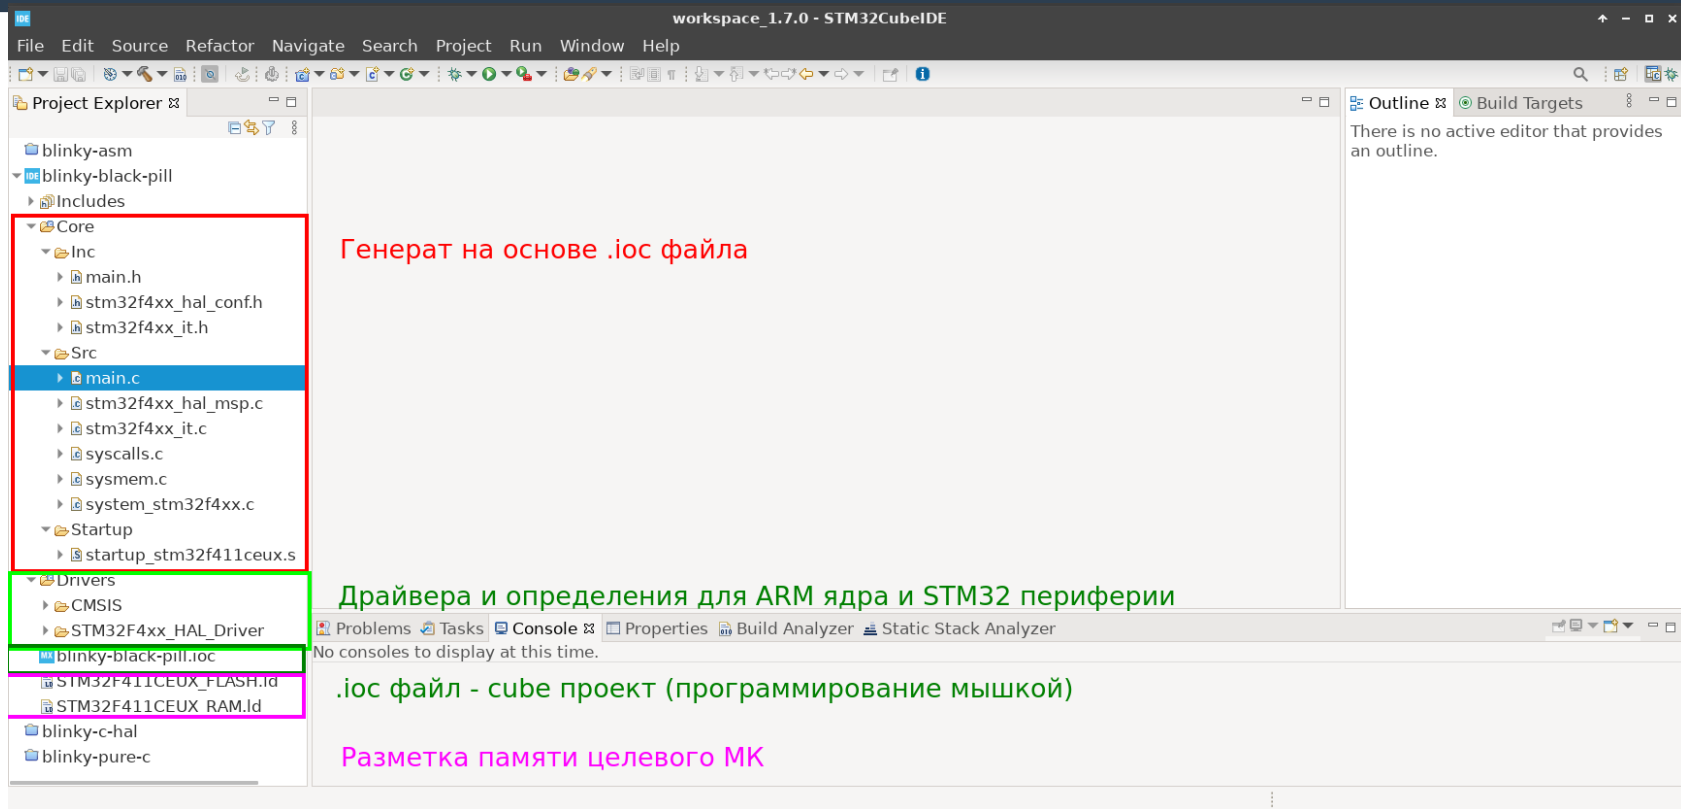 IDE
workspace_1.7.0 - STM32CubeIDE
File Edit Source Refactor Navigate Search Project Run Window Help
Project Explorer
Outline
Build Targets
There is no active editor that provides
an outline.
blinky-asm
IDE blinky-black-pill
Includes
Core
Inc
main.h
stm32f4xx_hal_conf.h
stm32f4xx_it.h
Src
main.c
stm32f4xx_hal_msp.c
stm32f4xx_it.c
syscalls.c
sysmem.c
system_stm32f4xx.c
Startup
startup_stm32f411ceux.s
Drivers
CMSIS
STM32F4xx_HAL_Driver
MX blinky-black-pill.ioc
STM32F411CEUX_FLASH.ld
STM32F411CEUX_RAM.ld
blinky-c-hal
blinky-pure-c
Генерат на основе .ioc файла
Драйвера и определения для ARM ядра и STM32 периферии
Problems Tasks Console Properties Build Analyzer Static Stack Analyzer
No consoles to display at this time.
.ioc файл - cube проект (программирование мышкой)
Разметка памяти целевого МК